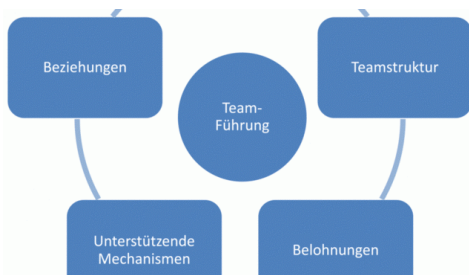 Beziehungen
Teamstruktur
Team-
Führung
Unterstützende
Mechanismen
Belohnungen